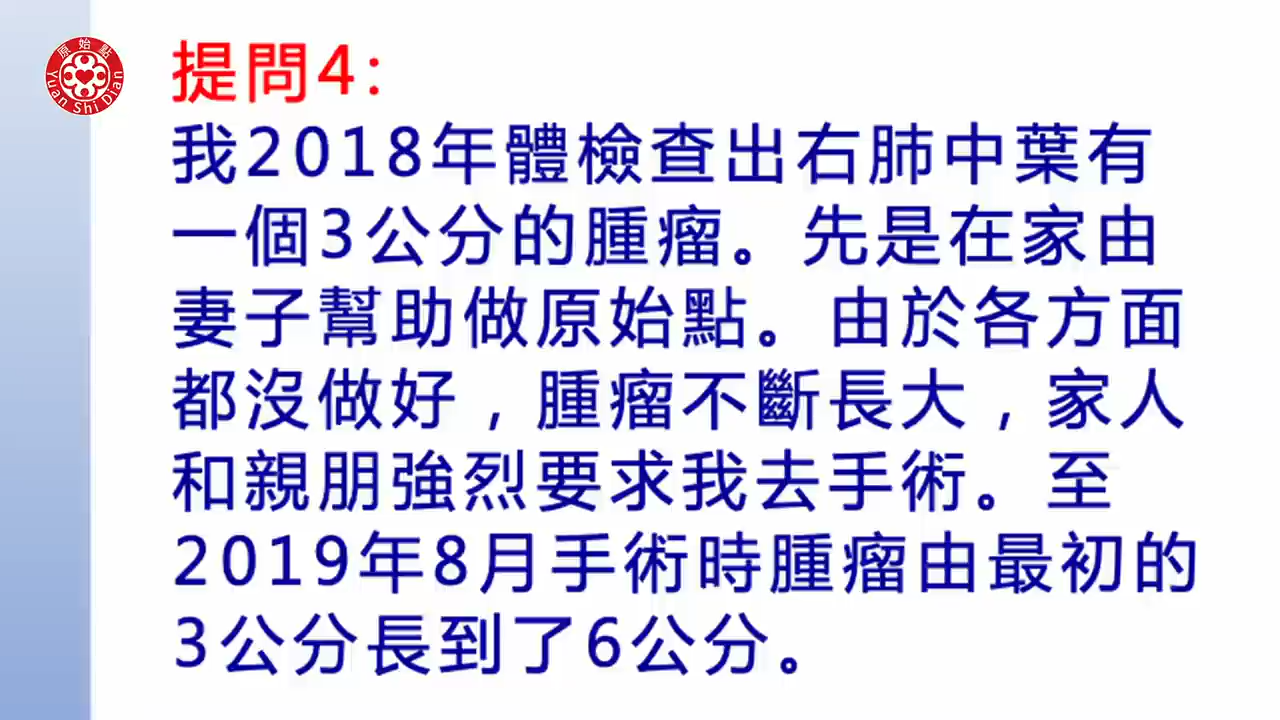 原始點
Yuan Shi Dian
提問4:
我2018年體檢查出右肺中葉有
一個3公分的腫瘤。先是在家由
妻子幫助做原始點。由於各方面
都沒做好，腫瘤不斷長大，家人
和親朋強烈要求我去手術。至
2019年8月手術時腫瘤由最初的
3公分長到了6公分。